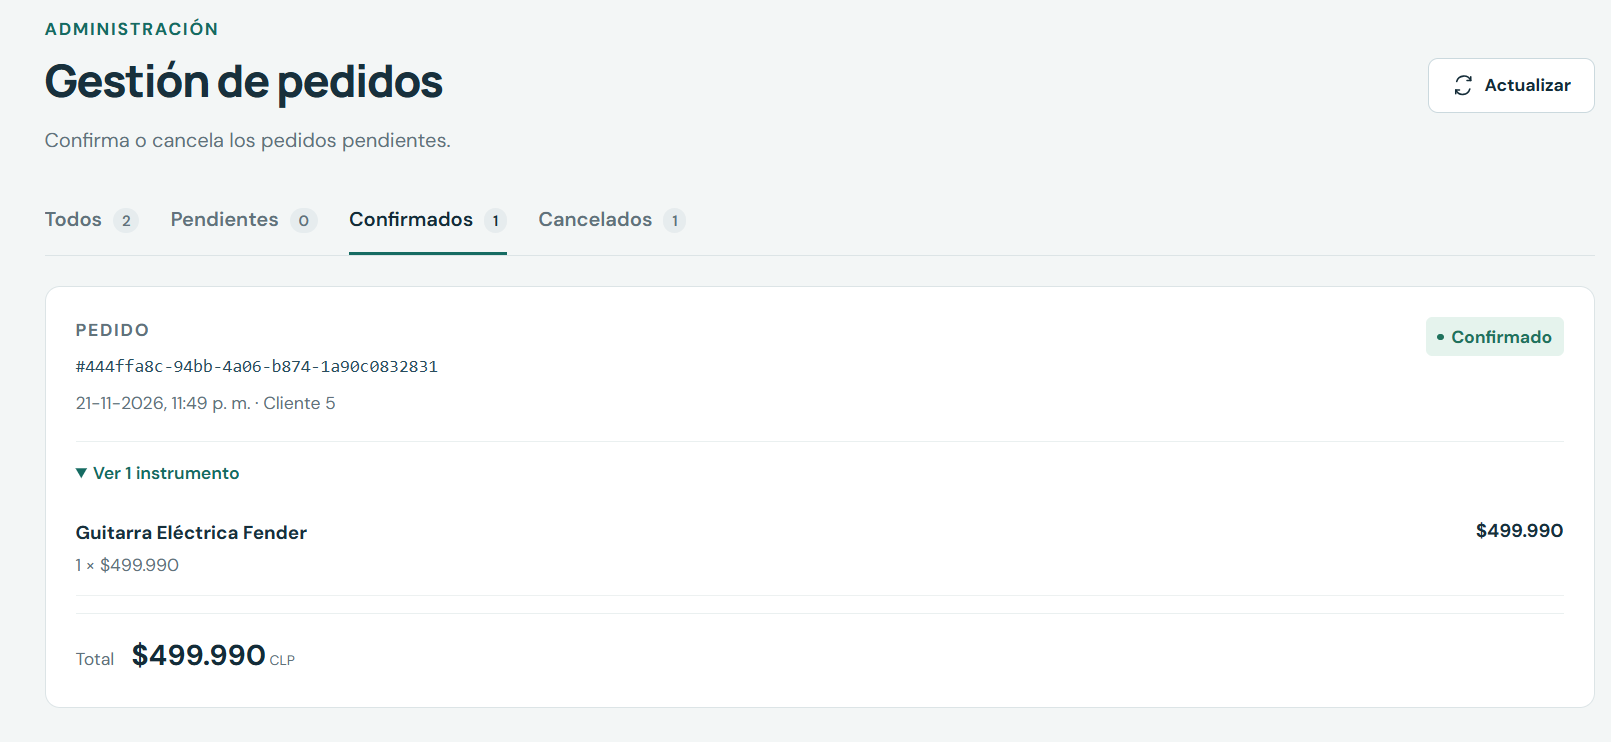 ADMINISTRACIÓN
Gestión de pedidos
Actualizar
Confirma o cancela los pedidos pendientes.
Todos 2 Pendientes 0 Confirmados 1 Cancelados 1
PEDIDO
Confirmado
#444ffa8c-94bb-4a06-b874-1a90c0832831
21-11-2026, 11:49 p. m. · Cliente 5
▼ Ver 1 instrumento
Guitarra Eléctrica Fender $499.990
1 × $499.990
Total $499.990 CLP